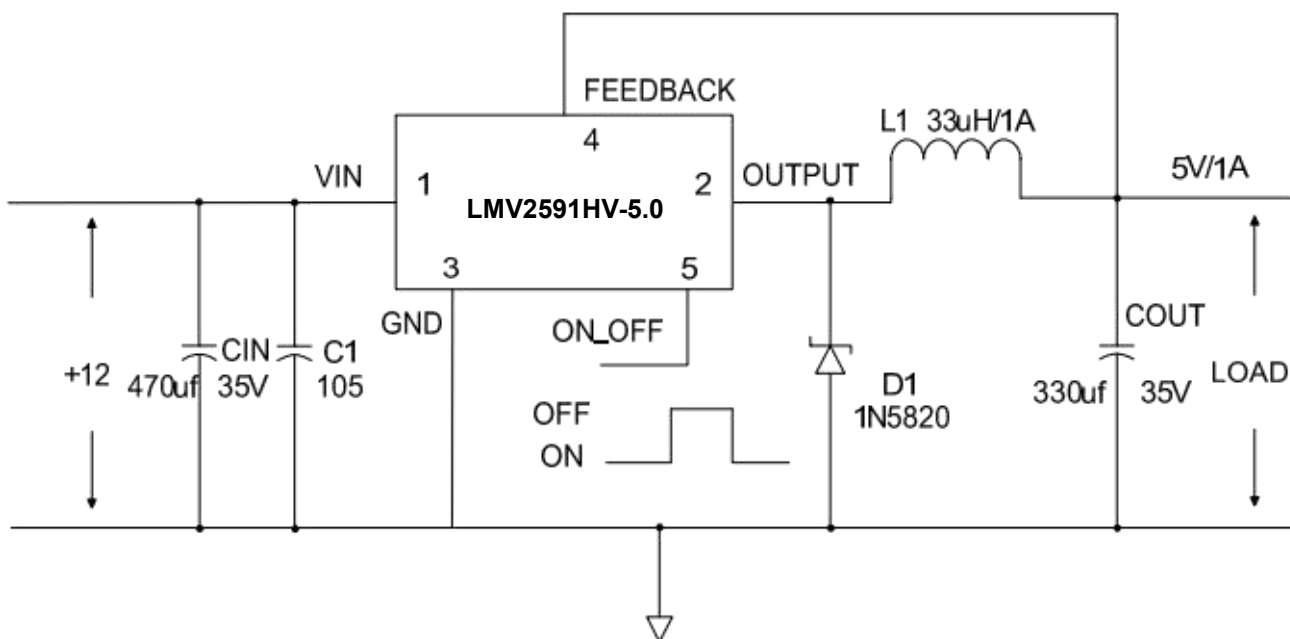 FEEDBACK
L1 33uH/1A
4
VIN
1
2
OUTPUT
5V/1A
LMV2591HV-5.0
3
5
GND
ON_OFF
COUT
+12
470uf
CIN
35V
C1
105
D1
1N5820
330uf
35V
LOAD
OFF
ON